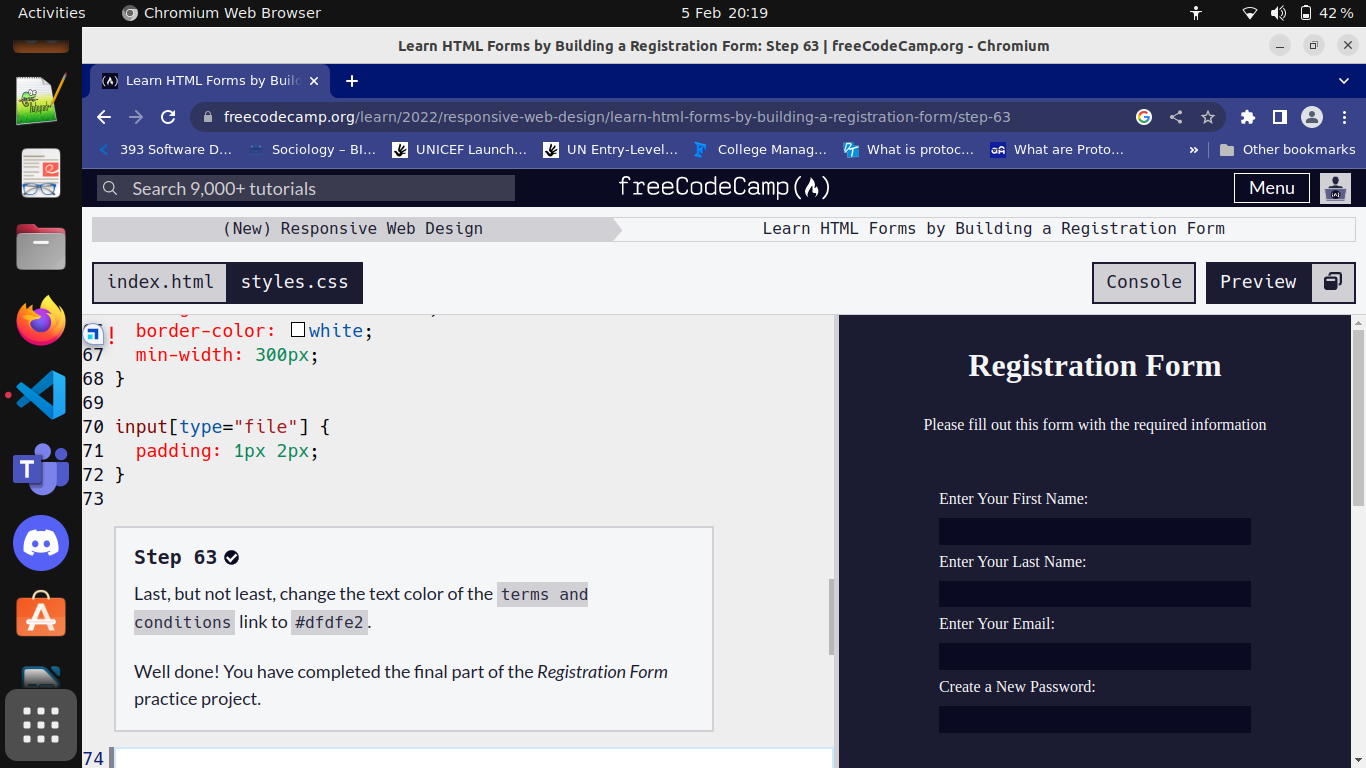 Activities Chromium Web Browser 5 Feb 20:19 42 %
Learn HTML Forms by Building a Registration Form: Step 63 | freeCodeCamp.org - Chromium
Learn HTML Forms by Buil
freecodecamp.org/learn/2022/responsive-web-design/learn-html-forms-by-building-a-registration-form/step-63
393 Software D… Sociology – BI… UNICEF Launch… UN Entry-Level… College Manag… What is protoc… What are Proto… » Other bookmarks
Search 9,000+ tutorials freeCodeCamp Menu
(New) Responsive Web Design Learn HTML Forms by Building a Registration Form
index.html styles.css Console Preview
border-color: white;
67 min-width: 300px;
68 }
69
70 input[type="file"] {
71 padding: 1px 2px;
72 }
73
Step 63
Last, but not least, change the text color of the terms and
conditions link to #dfdfe2.
Well done! You have completed the final part of the Registration Form
practice project.
74
Registration Form
Please fill out this form with the required information
Enter Your First Name:
Enter Your Last Name:
Enter Your Email:
Create a New Password: